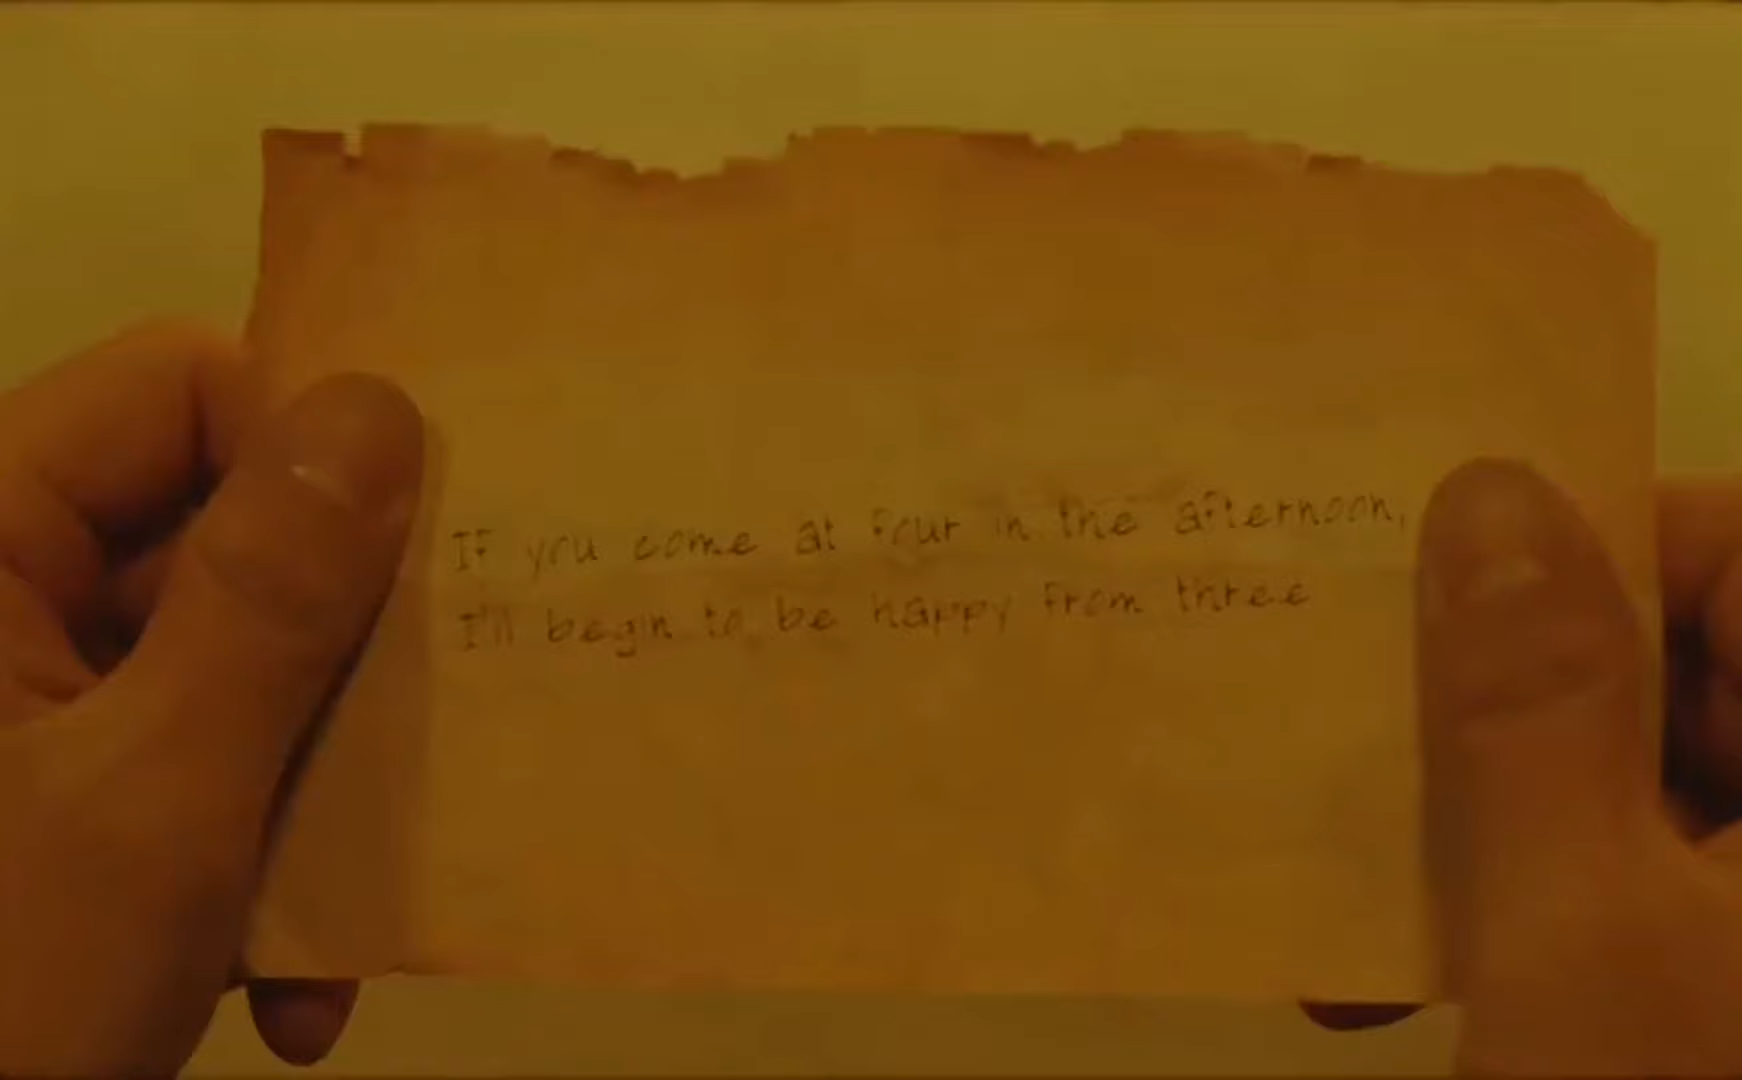 If you come at four in the afternoon,
I'll begin to be happy from three